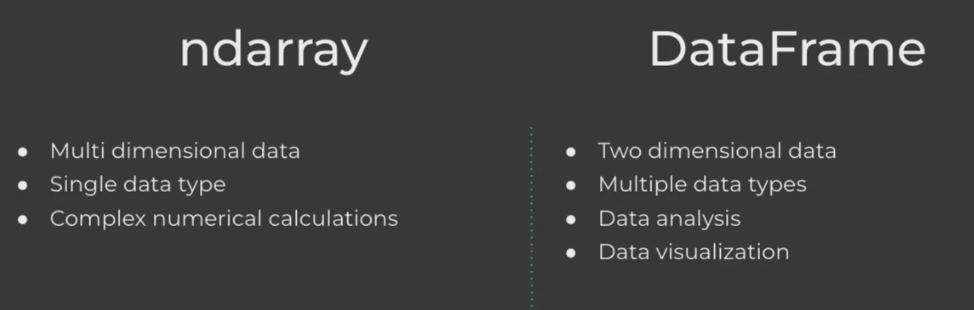 ndarray
• Multi dimensional data
• Single data type
• Complex numerical calculations
DataFrame
• Two dimensional data
• Multiple data types
• Data analysis
• Data visualization